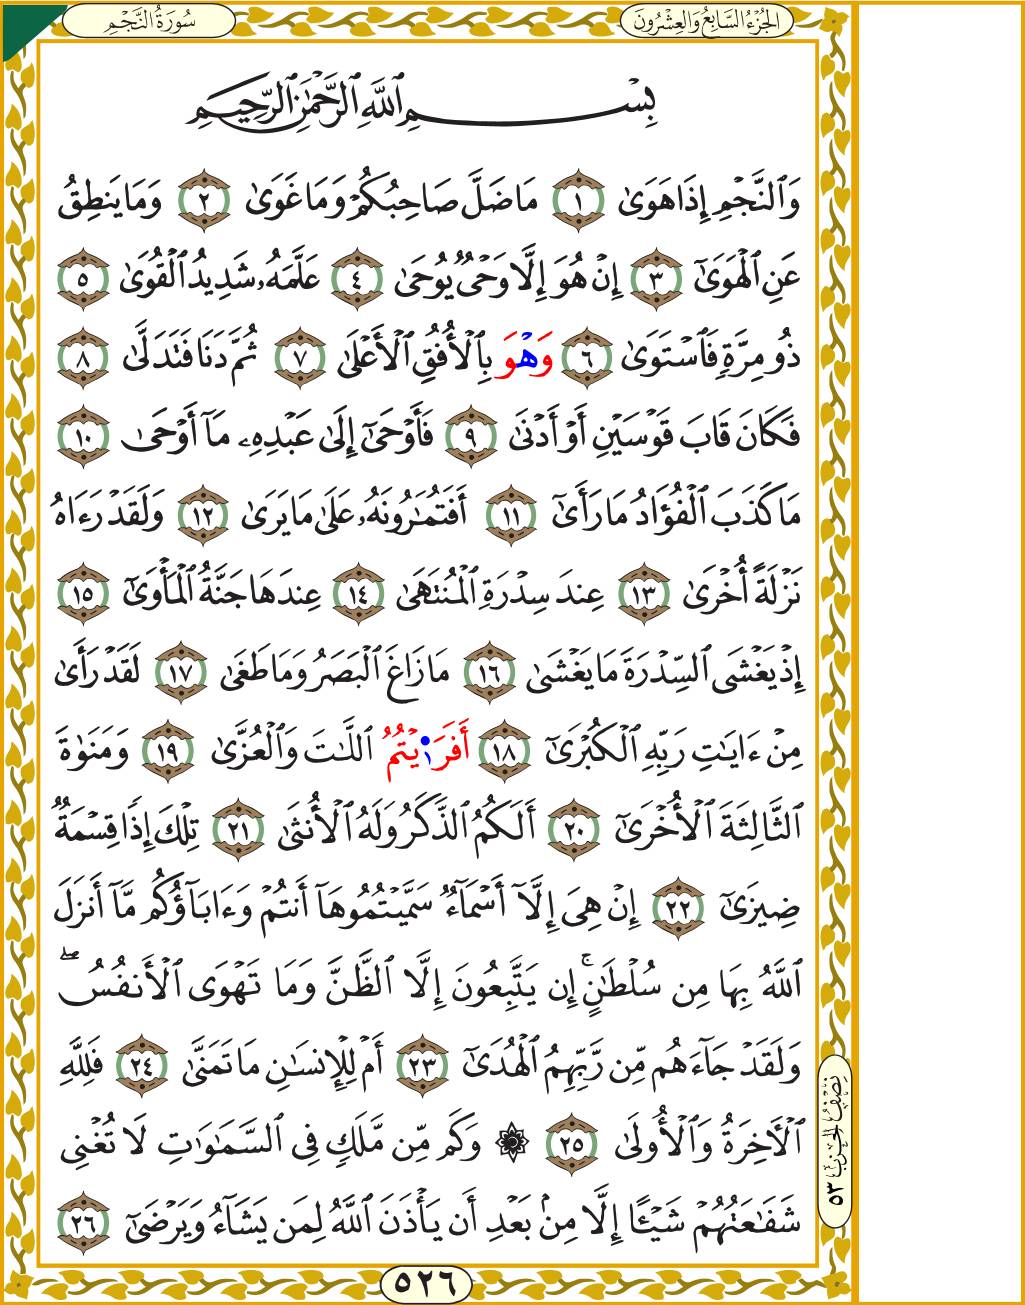 سُورَةُ النَّجْمِ
الجُزْءُ السَّابِعُ وَالعِشْرُونَ
بِسْمِ ٱللَّهِ ٱلرَّحْمَٰنِ ٱلرَّحِيمِ
وَٱلنَّجْمِ إِذَا هَوَىٰ ١ مَا ضَلَّ صَاحِبُكُمْ وَمَا غَوَىٰ ٢ وَمَا يَنطِقُ
عَنِ ٱلْهَوَىٰٓ ٣ إِنْ هُوَ إِلَّا وَحْىٌ يُوحَىٰ ٤ عَلَّمَهُۥ شَدِيدُ ٱلْقُوَىٰ ٥
ذُو مِرَّةٍ فَٱسْتَوَىٰ ٦ وَهْوَ بِٱلْأُفُقِ ٱلْأَعْلَىٰ ٧ ثُمَّ دَنَا فَتَدَلَّىٰ ٨
فَكَانَ قَابَ قَوْسَيْنِ أَوْ أَدْنَىٰ ٩ فَأَوْحَىٰٓ إِلَىٰ عَبْدِهِۦ مَآ أَوْحَىٰ ١٠
مَا كَذَبَ ٱلْفُؤَادُ مَا رَأَىٰٓ ١١ أَفَتُمَٰرُونَهُۥ عَلَىٰ مَا يَرَىٰ ١٢ وَلَقَدْ رَءَاهُ
نَزْلَةً أُخْرَىٰ ١٣ عِندَ سِدْرَةِ ٱلْمُنتَهَىٰ ١٤ عِندَهَا جَنَّةُ ٱلْمَأْوَىٰٓ ١٥
إِذْ يَغْشَى ٱلسِّدْرَةَ مَا يَغْشَىٰ ١٦ مَا زَاغَ ٱلْبَصَرُ وَمَا طَغَىٰ ١٧ لَقَدْ رَأَىٰ
مِنْ ءَايَٰتِ رَبِّهِ ٱلْكُبْرَىٰٓ ١٨ أَفَرَا۬يْتُمُ ٱللَّٰتَ وَٱلْعُزَّىٰ ١٩ وَمَنَوٰةَ
ٱلثَّالِثَةَ ٱلْأُخْرَىٰٓ ٢٠ أَلَكُمُ ٱلذَّكَرُ وَلَهُ ٱلْأُنثَىٰ ٢١ تِلْكَ إِذًا قِسْمَةٌ
ضِيزَىٰٓ ٢٢ إِنْ هِىَ إِلَّآ أَسْمَآءٌ سَمَّيْتُمُوهَآ أَنتُمْ وَءَابَآؤُكُم مَّآ أَنزَلَ
ٱللَّهُ بِهَا مِن سُلْطَٰنٍ ۚ إِن يَتَّبِعُونَ إِلَّا ٱلظَّنَّ وَمَا تَهْوَى ٱلْأَنفُسُ ۖ
وَلَقَدْ جَآءَهُم مِّن رَّبِّهِمُ ٱلْهُدَىٰٓ ٢٣ أَمْ لِلْإِنسَٰنِ مَا تَمَنَّىٰ ٢٤ فَلِلَّهِ
ٱلْءَاخِرَةُ وَٱلْأُولَىٰ ٢٥ ۞ وَكَم مِّن مَّلَكٍ فِى ٱلسَّمَٰوَٰتِ لَا تُغْنِى
شَفَٰعَتُهُمْ شَيْـًٔا إِلَّا مِنۢ بَعْدِ أَن يَأْذَنَ ٱللَّهُ لِمَن يَشَآءُ وَيَرْضَىٰٓ ٢٦
نِصْفُ الحِزْبِ ٥٣
٥٢٦